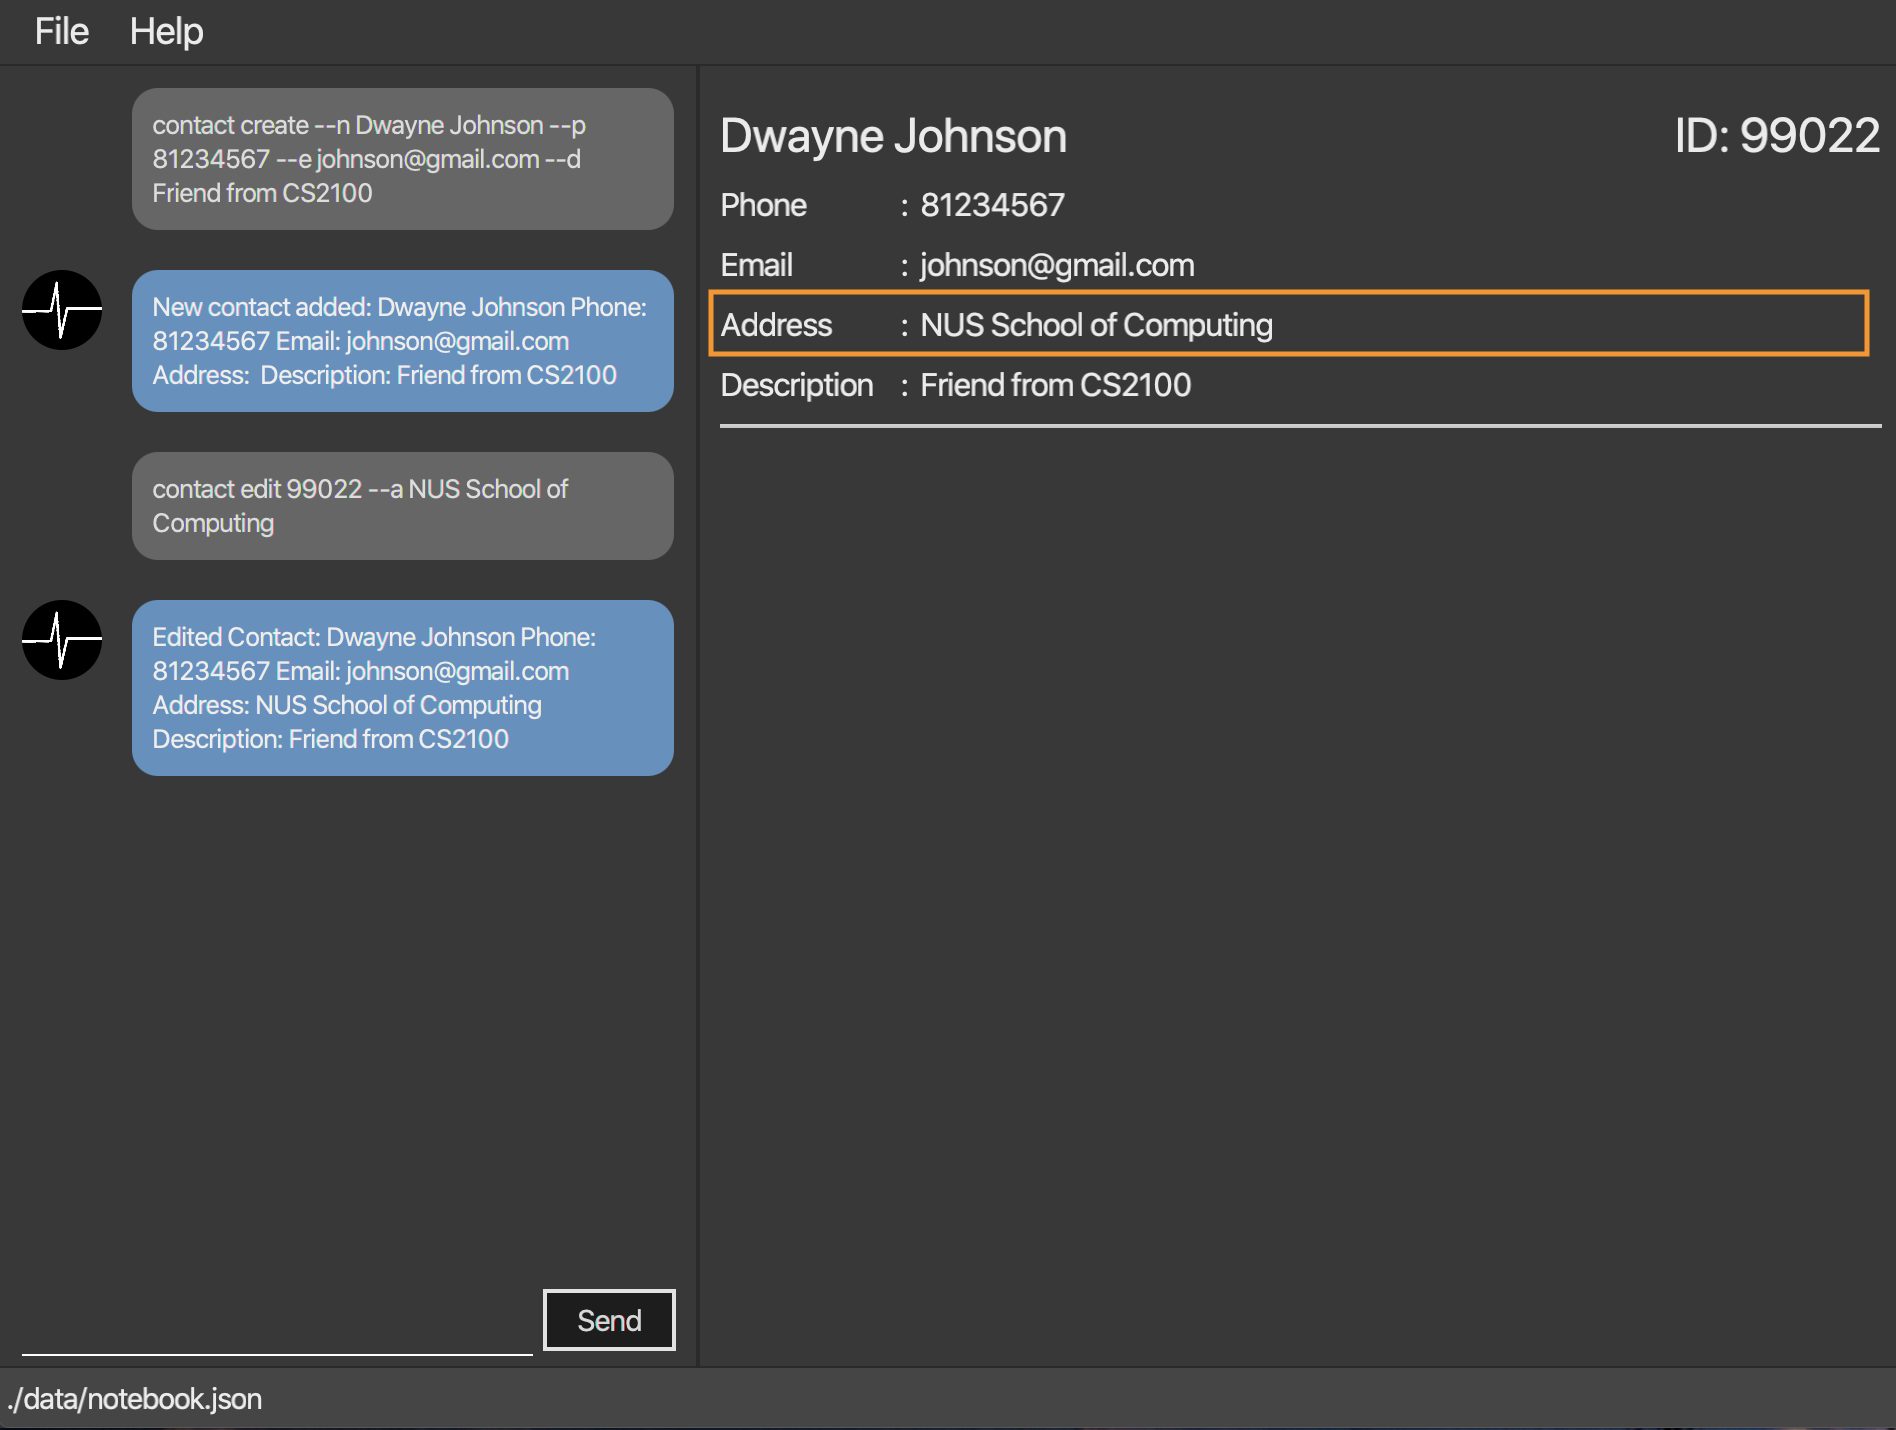 File Help
contact create --n Dwayne Johnson --p
81234567 --e johnson@gmail.com --d
Friend from CS2100
New contact added: Dwayne Johnson Phone:
81234567 Email: johnson@gmail.com
Address:  Description: Friend from CS2100
contact edit 99022 --a NUS School of
Computing
Edited Contact: Dwayne Johnson Phone:
81234567 Email: johnson@gmail.com
Address: NUS School of Computing
Description: Friend from CS2100
Send
Dwayne Johnson ID: 99022
Phone : 81234567
Email : johnson@gmail.com
Address : NUS School of Computing
Description : Friend from CS2100
./data/notebook.json